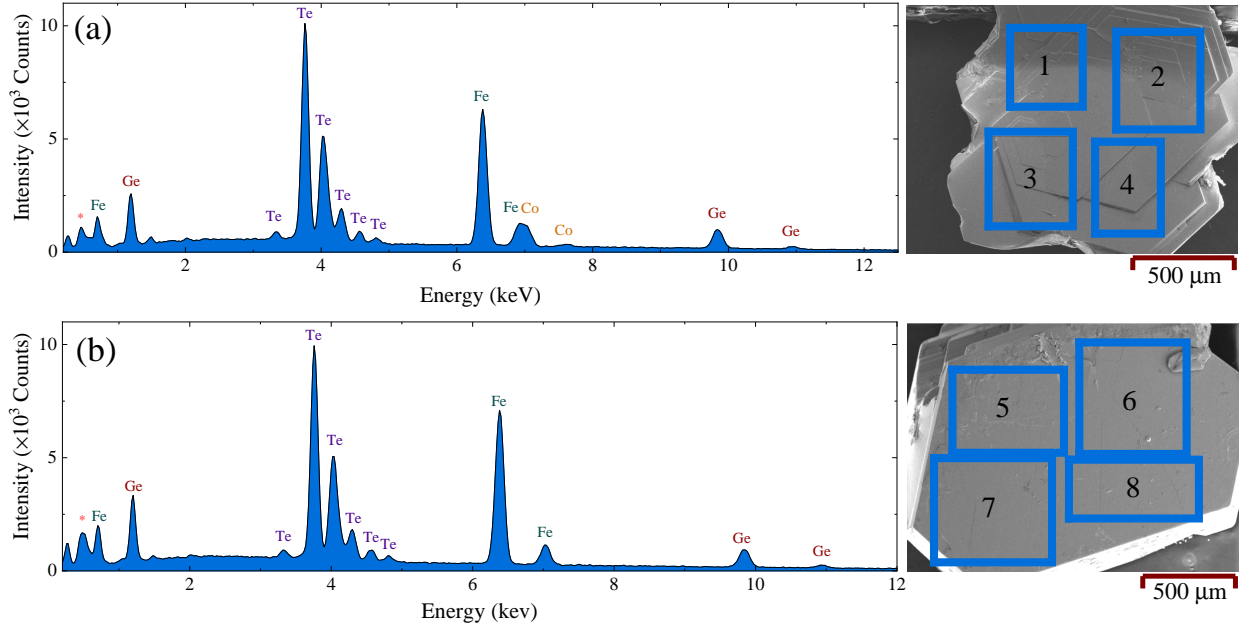 (a)
Intensity (×10³ Counts)
10
5
0
* Fe Ge Te Te Te Te Te Te Fe Fe Co Co Ge Ge
2 4 6 8 10 12
Energy (keV)
1 2
3 4
500 μm
(b)
Intensity (×10³ Counts)
10
5
0
* Fe Ge Te Te Te Te Te Te Fe Fe Ge Ge
2 4 6 8 10 12
Energy (kev)
5 6
7 8
500 μm